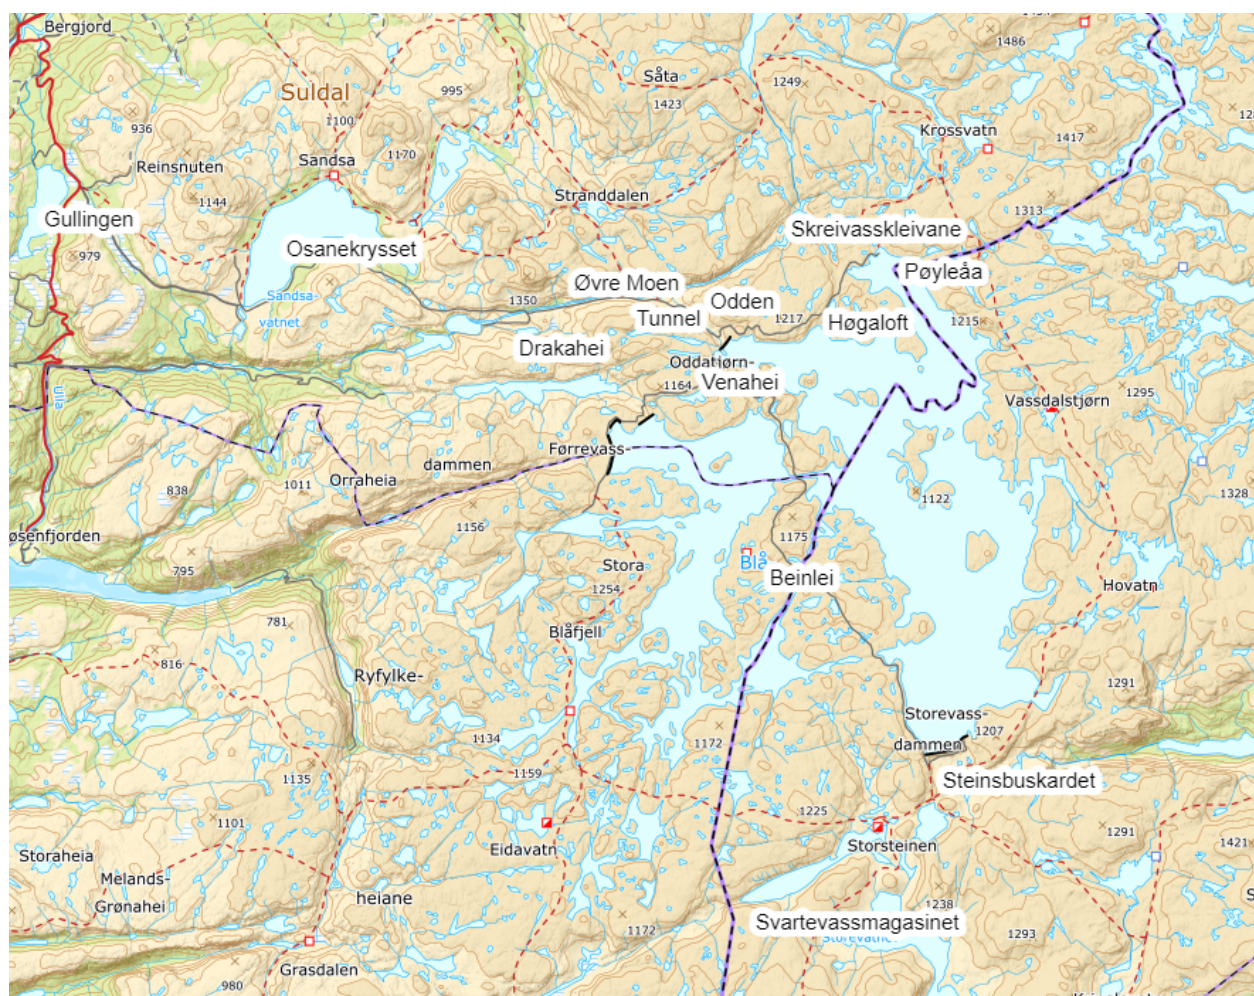 Bergjord
1486
Såta
1249
Suldal
995
1423
1100
936
Krossvatn
1417
Reinsnuten
Sandsa
1170
1144
Stranddalen
Gullingen
1313
Skreivasskleivane
979
Osanekrysset
Pøyleåa
Øvre Moen
Sandsa-
vatnet
1350
Odden
Tunnel
1217
Høgaloft
1215
Drakahei
Oddatjørn-
Venahei
1164
Ulla
Vassdalstjørn
1295
Førrevass-
dammen
Orraheia
1011
838
1122
1328
1156
øsenfjorden
1175
Blå
795
Stora
Beinlei
1254
Hovatn
781
Blåfjell
816
Ryfylke-
1291
Storevass-
1207
dammen
1134
1172
1159
1135
Steinsbuskardet
1225
1101
1291
1421
Storaheia
Eidavatn
Storsteinen
Melands-
Grønahei
heiane
1238
Svartevassmagasinet
1172
1293
Grasdalen
980